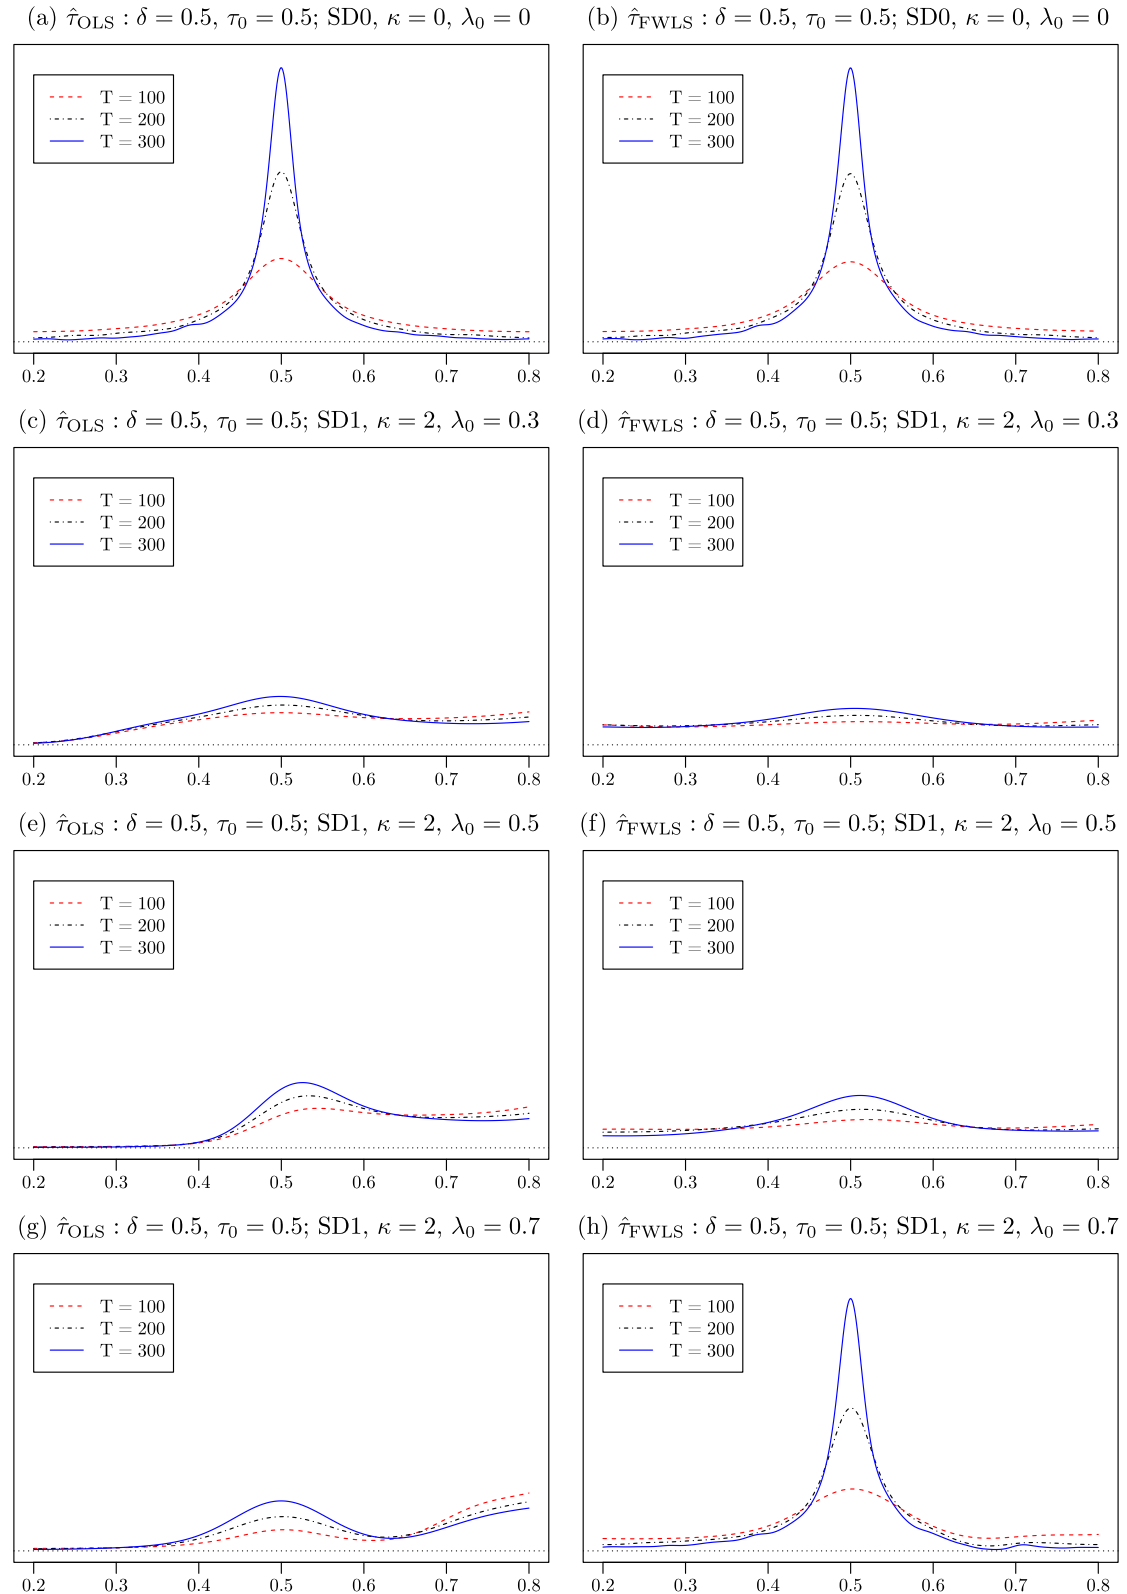 (a) τ̂OLS : δ = 0.5, τ0 = 0.5; SD0, κ = 0, λ0 = 0
T = 100
T = 200
T = 300
0.2 0.3 0.4 0.5 0.6 0.7 0.8
(b) τ̂FWLS : δ = 0.5, τ0 = 0.5; SD0, κ = 0, λ0 = 0
T = 100
T = 200
T = 300
0.2 0.3 0.4 0.5 0.6 0.7 0.8
(c) τ̂OLS : δ = 0.5, τ0 = 0.5; SD1, κ = 2, λ0 = 0.3
T = 100
T = 200
T = 300
0.2 0.3 0.4 0.5 0.6 0.7 0.8
(d) τ̂FWLS : δ = 0.5, τ0 = 0.5; SD1, κ = 2, λ0 = 0.3
T = 100
T = 200
T = 300
0.2 0.3 0.4 0.5 0.6 0.7 0.8
(e) τ̂OLS : δ = 0.5, τ0 = 0.5; SD1, κ = 2, λ0 = 0.5
T = 100
T = 200
T = 300
0.2 0.3 0.4 0.5 0.6 0.7 0.8
(f) τ̂FWLS : δ = 0.5, τ0 = 0.5; SD1, κ = 2, λ0 = 0.5
T = 100
T = 200
T = 300
0.2 0.3 0.4 0.5 0.6 0.7 0.8
(g) τ̂OLS : δ = 0.5, τ0 = 0.5; SD1, κ = 2, λ0 = 0.7
T = 100
T = 200
T = 300
0.2 0.3 0.4 0.5 0.6 0.7 0.8
(h) τ̂FWLS : δ = 0.5, τ0 = 0.5; SD1, κ = 2, λ0 = 0.7
T = 100
T = 200
T = 300
0.2 0.3 0.4 0.5 0.6 0.7 0.8